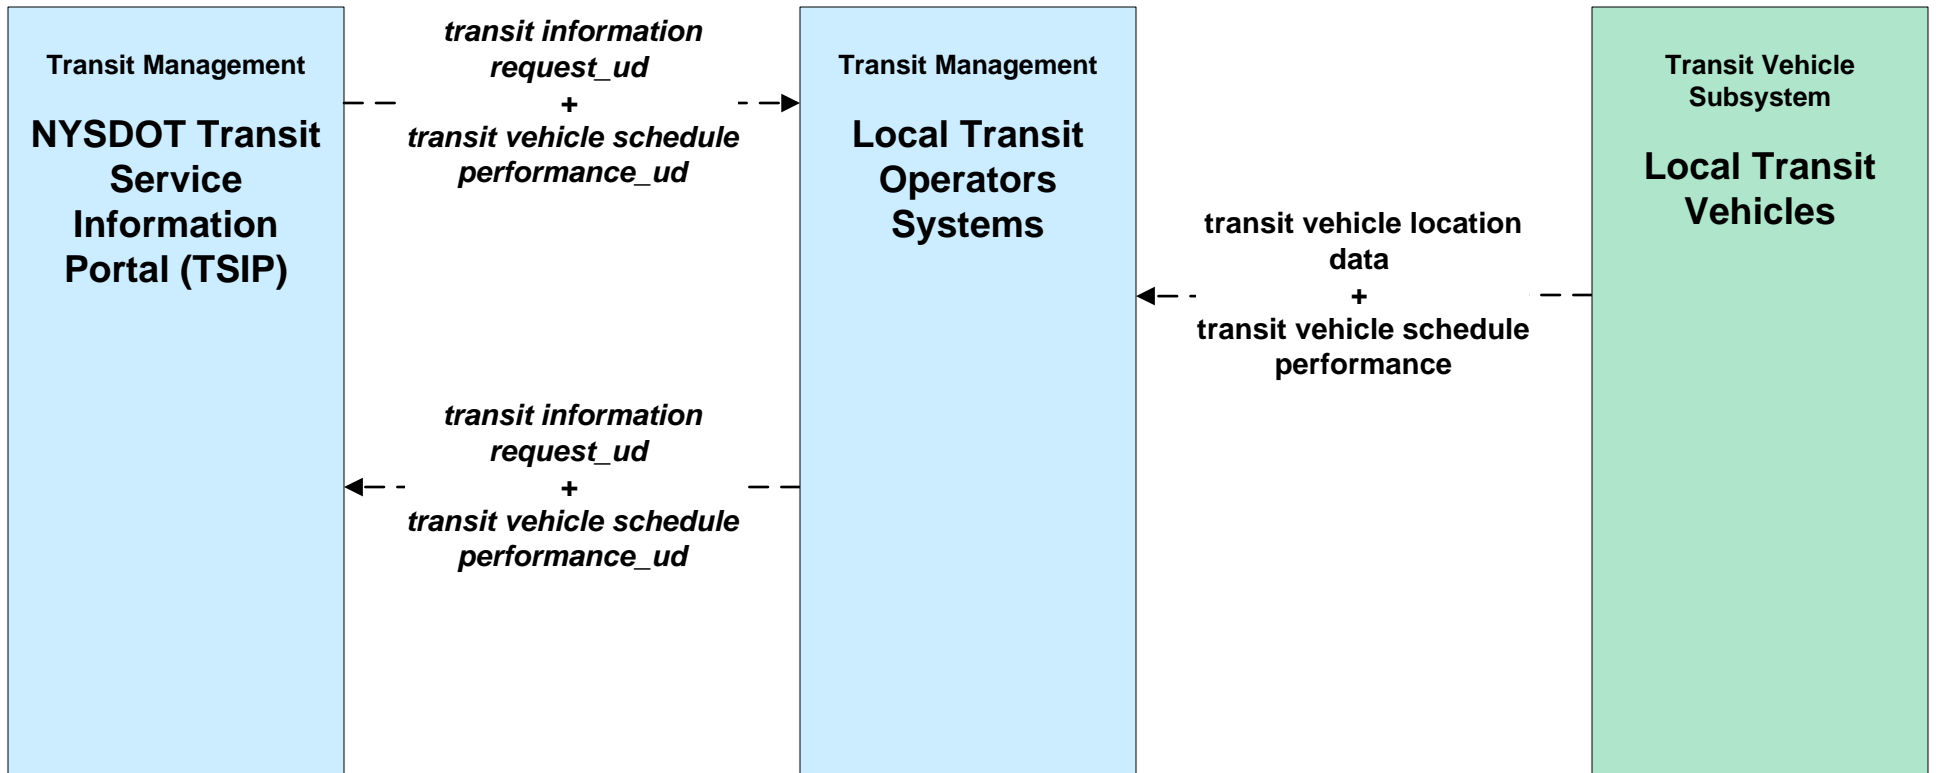 Transit Management
NYSDOT Transit
Service
Information
Portal (TSIP)
transit information
request_ud
+
transit vehicle schedule
performance_ud
Transit Management
Local Transit
Operators
Systems
transit vehicle location
data
+
transit vehicle schedule
performance
Transit Vehicle
Subsystem
Local Transit
Vehicles
transit information
request_ud
+
transit vehicle schedule
performance_ud